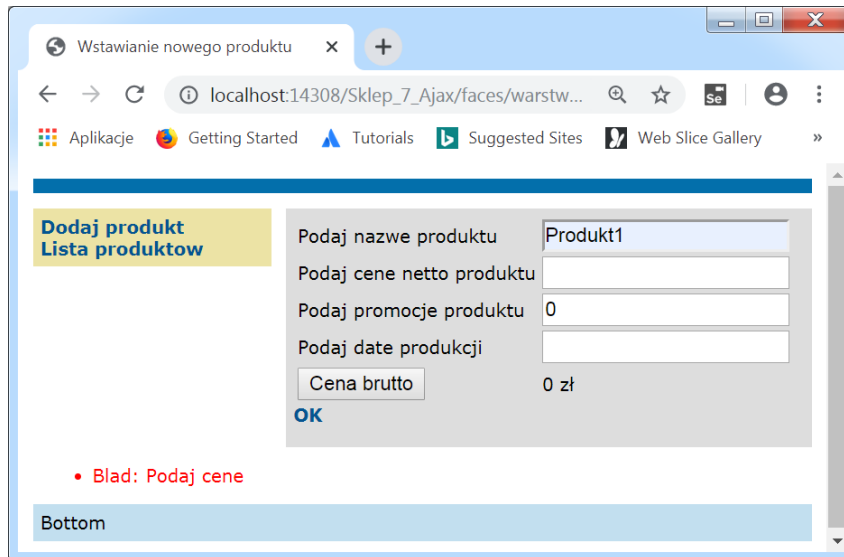 Wstawianie nowego produktu
localhost:14308/Sklep_7_Ajax/faces/warstw...
Se
Aplikacje Getting Started Tutorials Suggested Sites Web Slice Gallery »
Dodaj produkt
Lista produktow
Podaj nazwe produktu Produkt1
Podaj cene netto produktu
Podaj promocje produktu 0
Podaj date produkcji
Cena brutto 0 zł
OK
• Blad: Podaj cene
Bottom